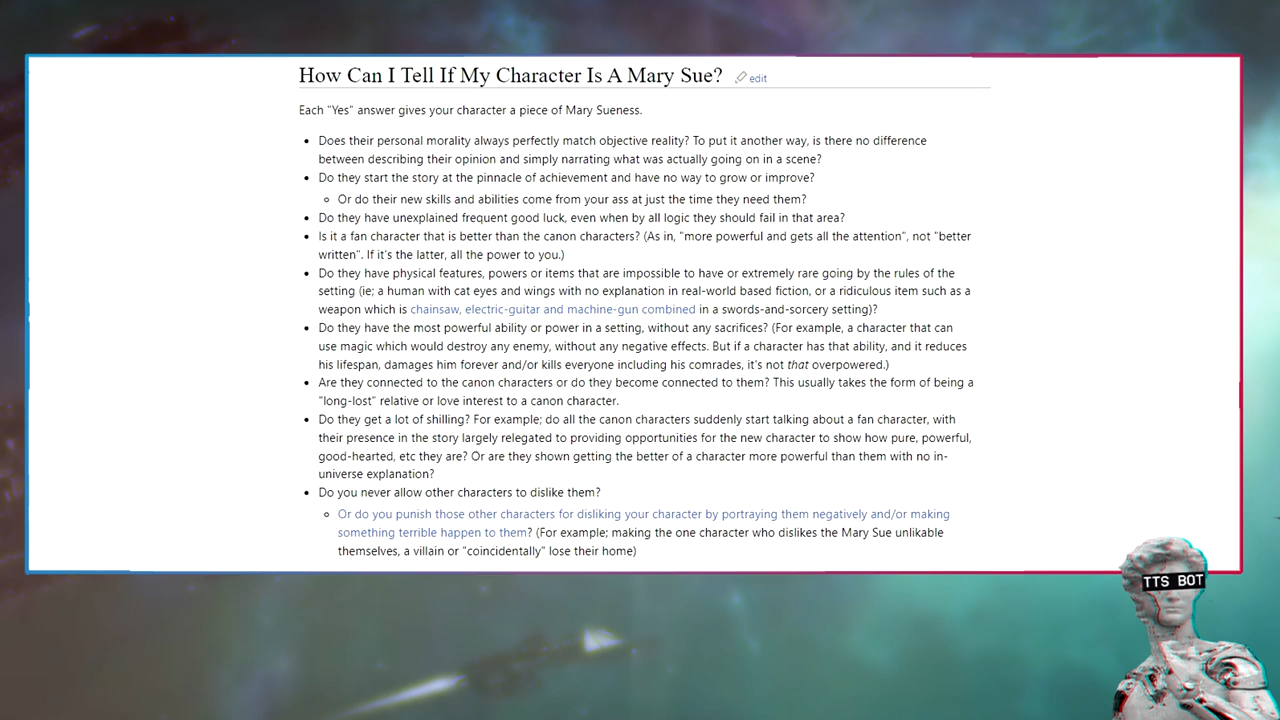 How Can I Tell If My Character Is A Mary Sue? edit
Each "Yes" answer gives your character a piece of Mary Sueness.
Does their personal morality always perfectly match objective reality? To put it another way, is there no difference
between describing their opinion and simply narrating what was actually going on in a scene?
Do they start the story at the pinnacle of achievement and have no way to grow or improve?
Or do their new skills and abilities come from your ass at just the time they need them?
Do they have unexplained frequent good luck, even when by all logic they should fail in that area?
Is it a fan character that is better than the canon characters? (As in, "more powerful and gets all the attention", not "better
written". If it's the latter, all the power to you.)
Do they have physical features, powers or items that are impossible to have or extremely rare going by the rules of the
setting (ie; a human with cat eyes and wings with no explanation in real-world based fiction, or a ridiculous item such as a
weapon which is chainsaw, electric-guitar and machine-gun combined in a swords-and-sorcery setting)?
Do they have the most powerful ability or power in a setting, without any sacrifices? (For example, a character that can
use magic which would destroy any enemy, without any negative effects. But if a character has that ability, and it reduces
his lifespan, damages him forever and/or kills everyone including his comrades, it's not that overpowered.)
Are they connected to the canon characters or do they become connected to them? This usually takes the form of being a
"long-lost" relative or love interest to a canon character.
Do they get a lot of shilling? For example; do all the canon characters suddenly start talking about a fan character, with
their presence in the story largely relegated to providing opportunities for the new character to show how pure, powerful,
good-hearted, etc they are? Or are they shown getting the better of a character more powerful than them with no in-
universe explanation?
Do you never allow other characters to dislike them?
Or do you punish those other characters for disliking your character by portraying them negatively and/or making
something terrible happen to them? (For example; making the one character who dislikes the Mary Sue unlikable
themselves, a villain or "coincidentally" lose their home)
TTS BOT